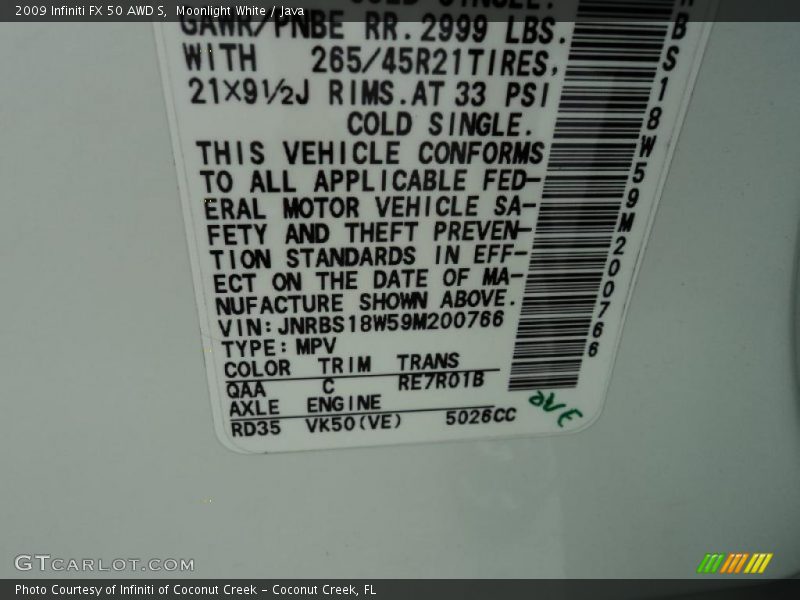 2009 Infiniti FX 50 AWD S,  Moonlight White / Java
COLD SINGLE.
GAWR/PNBE RR. 2999 LBS.
WITH 265/45R21TIRES,
21×9½J RIMS.AT 33 PSI
COLD SINGLE.
THIS VEHICLE CONFORMS
TO ALL APPLICABLE FED-
ERAL MOTOR VEHICLE SA-
FETY AND THEFT PREVEN-
TION STANDARDS IN EFF-
ECT ON THE DATE OF MA-
NUFACTURE SHOWN ABOVE.
VIN:JNRBS18W59M200766
TYPE:MPV
COLOR TRIM TRANS
QAA C RE7R01B
AXLE ENGINE
RD35 VK50(VE) 5026CC
BS18W59M200766
GTCARLOT.COM
Photo Courtesy of Infiniti of Coconut Creek – Coconut Creek, FL